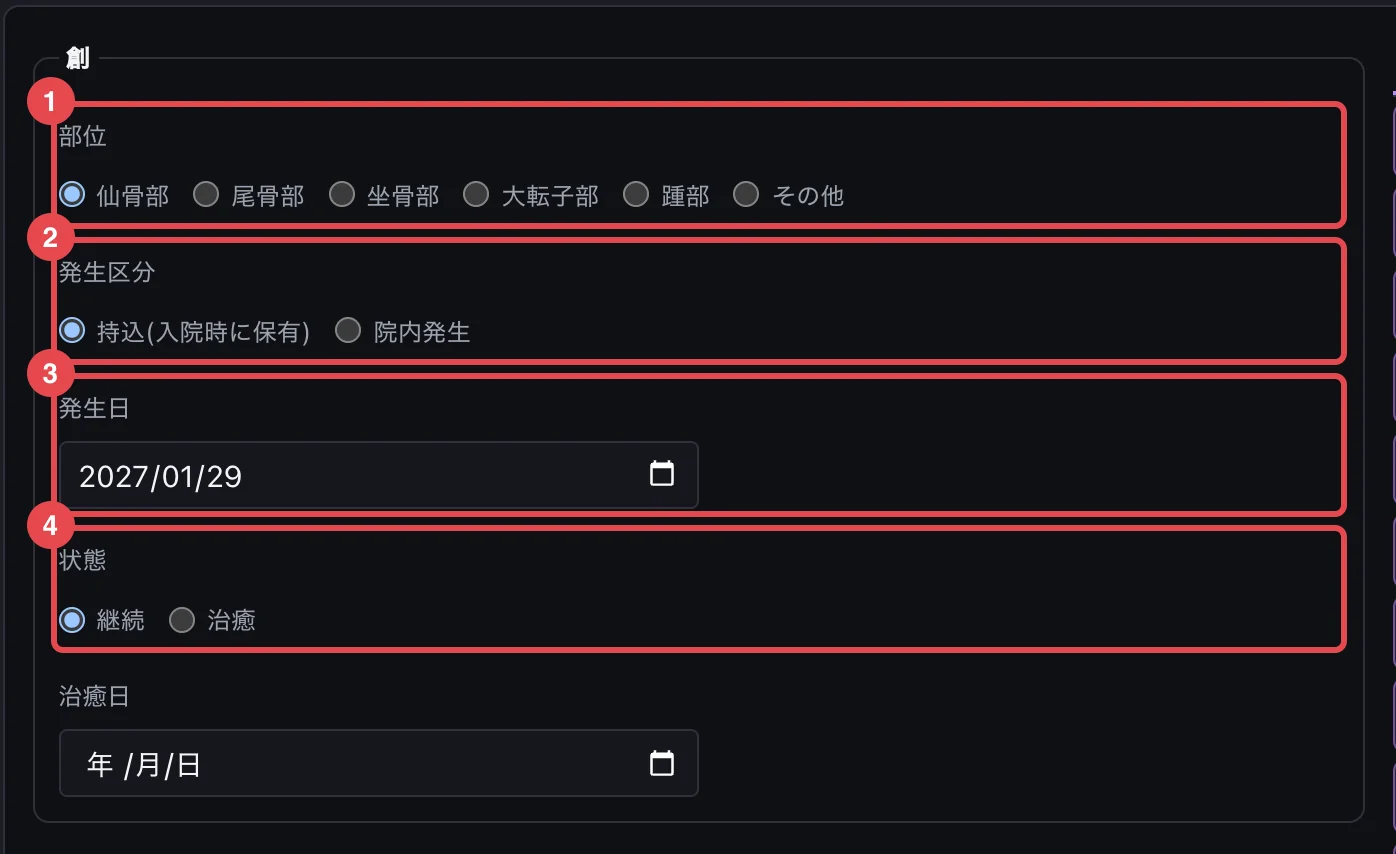 創
1
部位
仙骨部 尾骨部 坐骨部 大転子部 踵部 その他
2
発生区分
持込(入院時に保有) 院内発生
3
発生日
2027/01/29
4
状態
継続 治癒
治癒日
年 /月/日